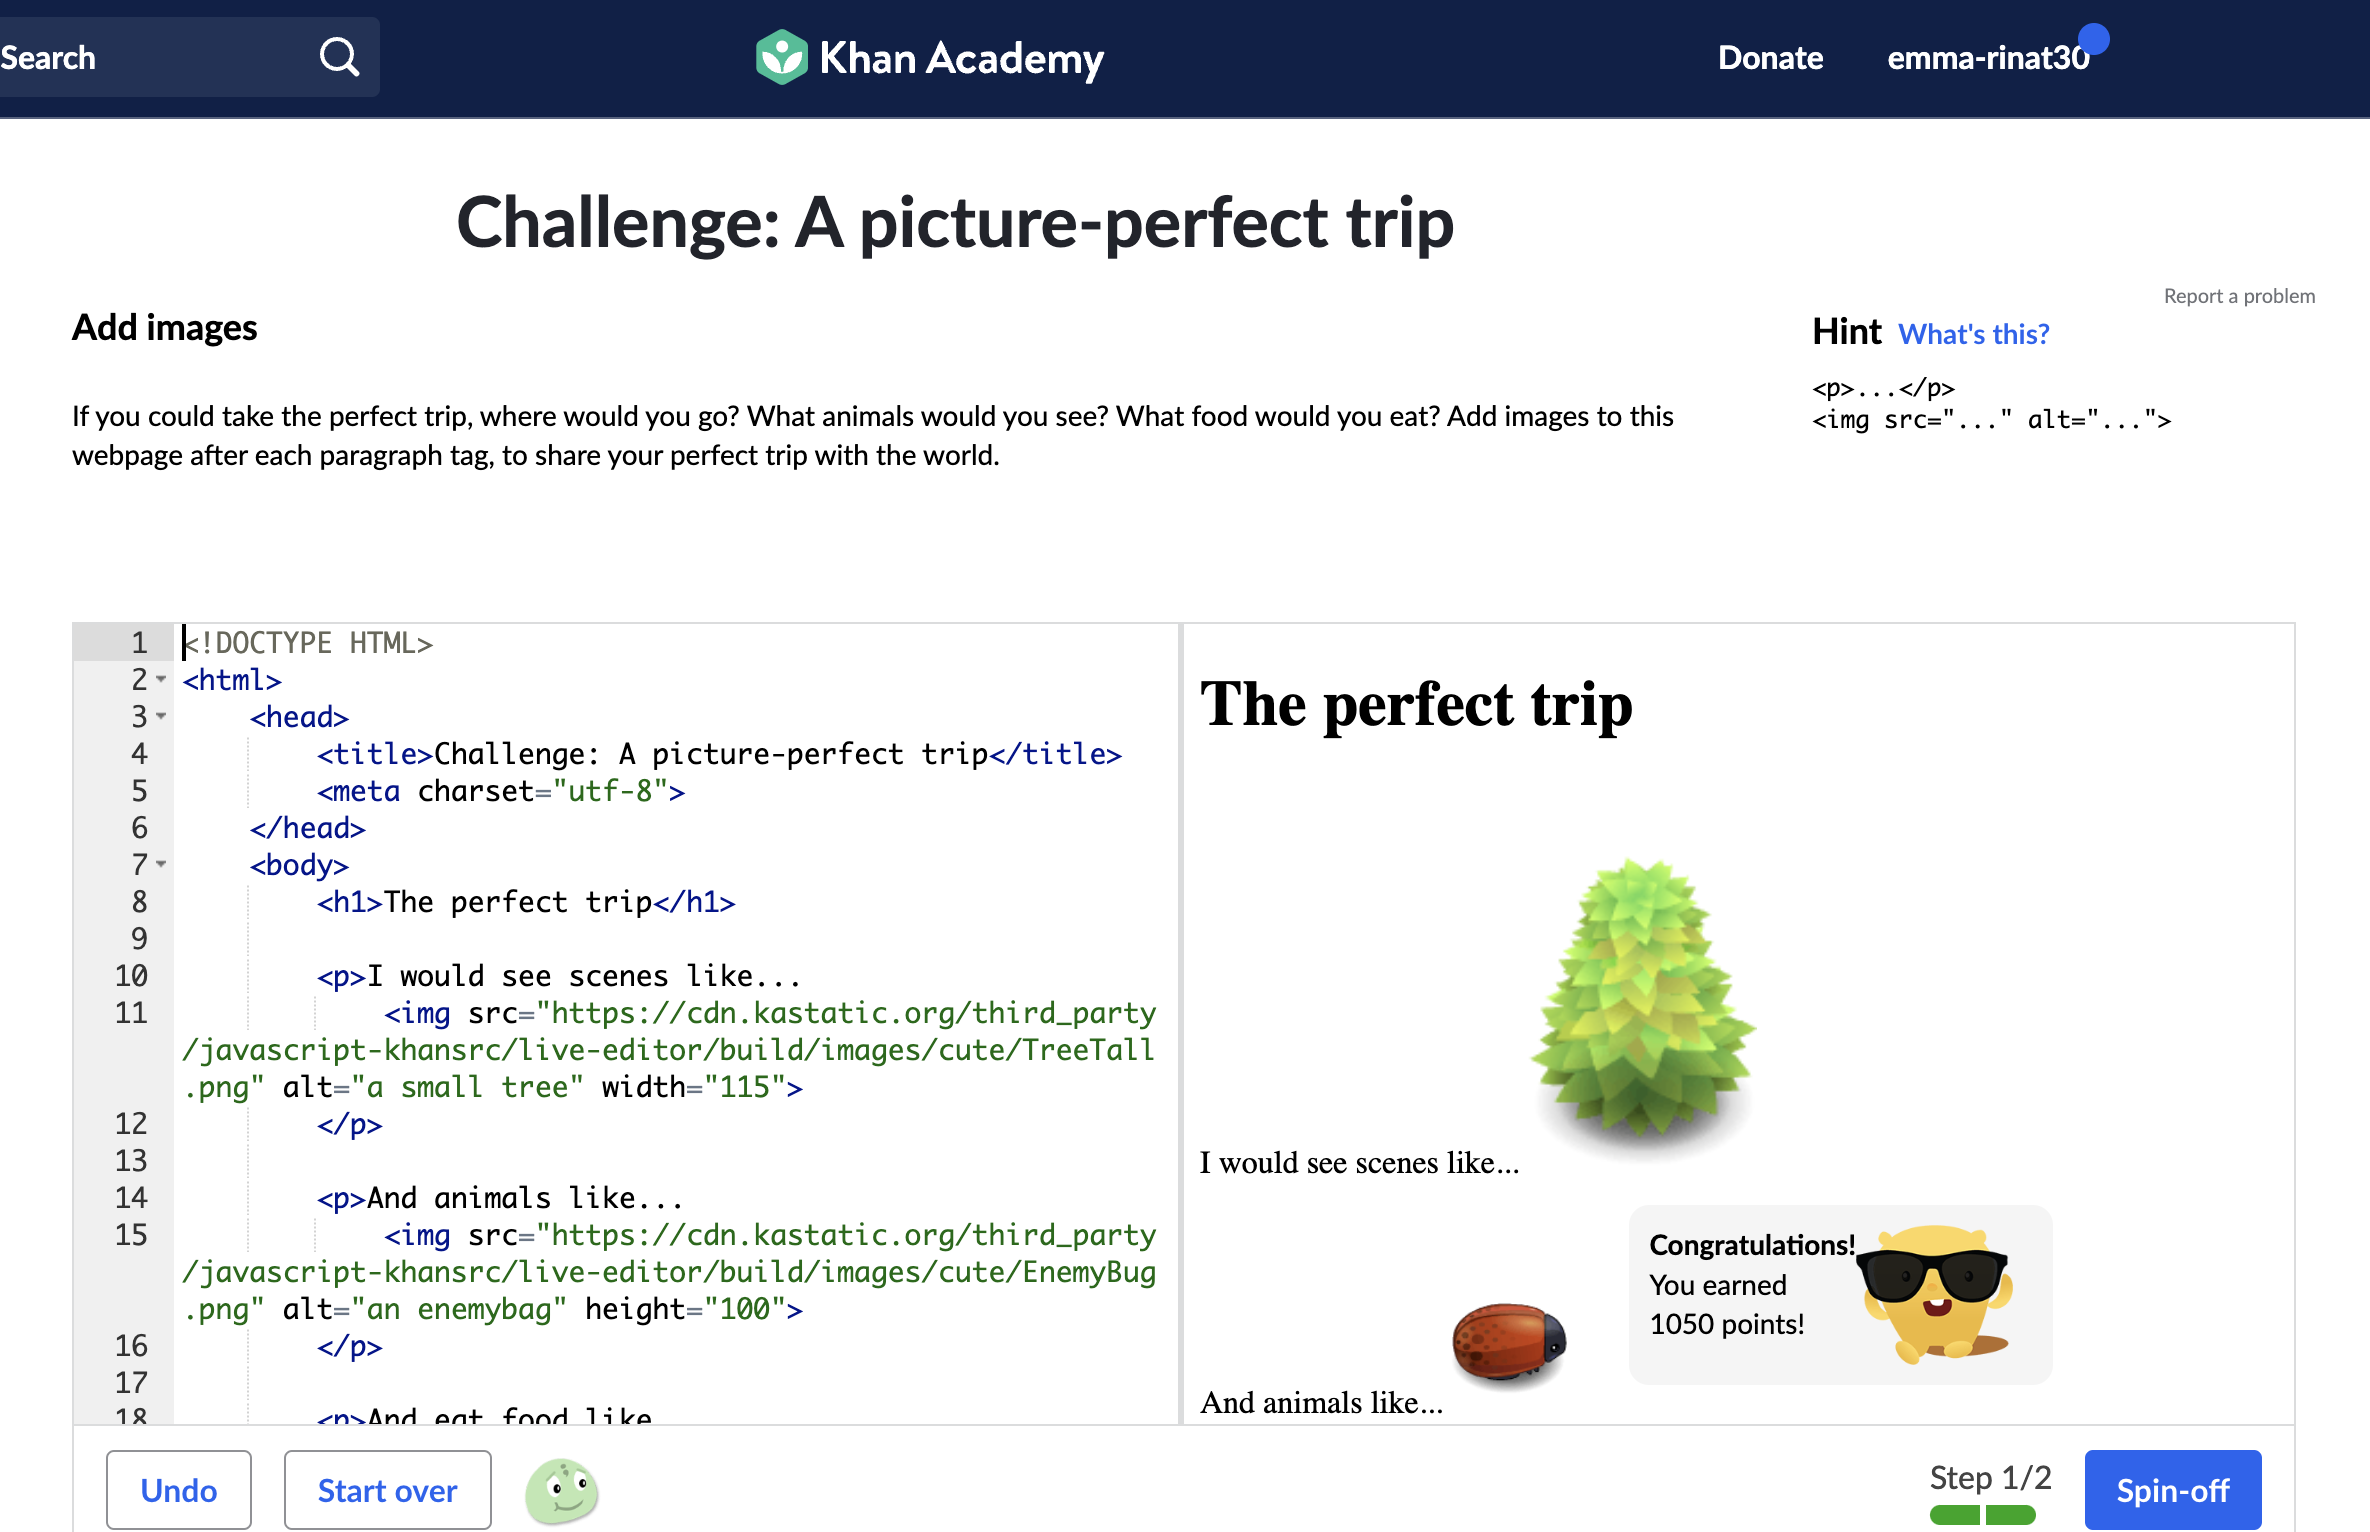 Search
Khan Academy
Donate
emma-rinat30
Challenge: A picture-perfect trip
Report a problem
Add images
If you could take the perfect trip, where would you go? What animals would you see? What food would you eat? Add images to this
webpage after each paragraph tag, to share your perfect trip with the world.
Hint What's this?
<p>...</p>
<img src="..." alt="...">
1 <!DOCTYPE HTML>
2 <html>
3 <head>
4 <title>Challenge: A picture-perfect trip</title>
5 <meta charset="utf-8">
6 </head>
7 <body>
8 <h1>The perfect trip</h1>
9
10 <p>I would see scenes like...
11 <img src="https://cdn.kastatic.org/third_party
/javascript-khansrc/live-editor/build/images/cute/TreeTall
.png" alt="a small tree" width="115">
12 </p>
13
14 <p>And animals like...
15 <img src="https://cdn.kastatic.org/third_party
/javascript-khansrc/live-editor/build/images/cute/EnemyBug
.png" alt="an enemybag" height="100">
16 </p>
17
18 <p>And eat food like
The perfect trip
I would see scenes like...
And animals like...
Congratulations!
You earned
1050 points!
Undo
Start over
Step 1/2
Spin-off